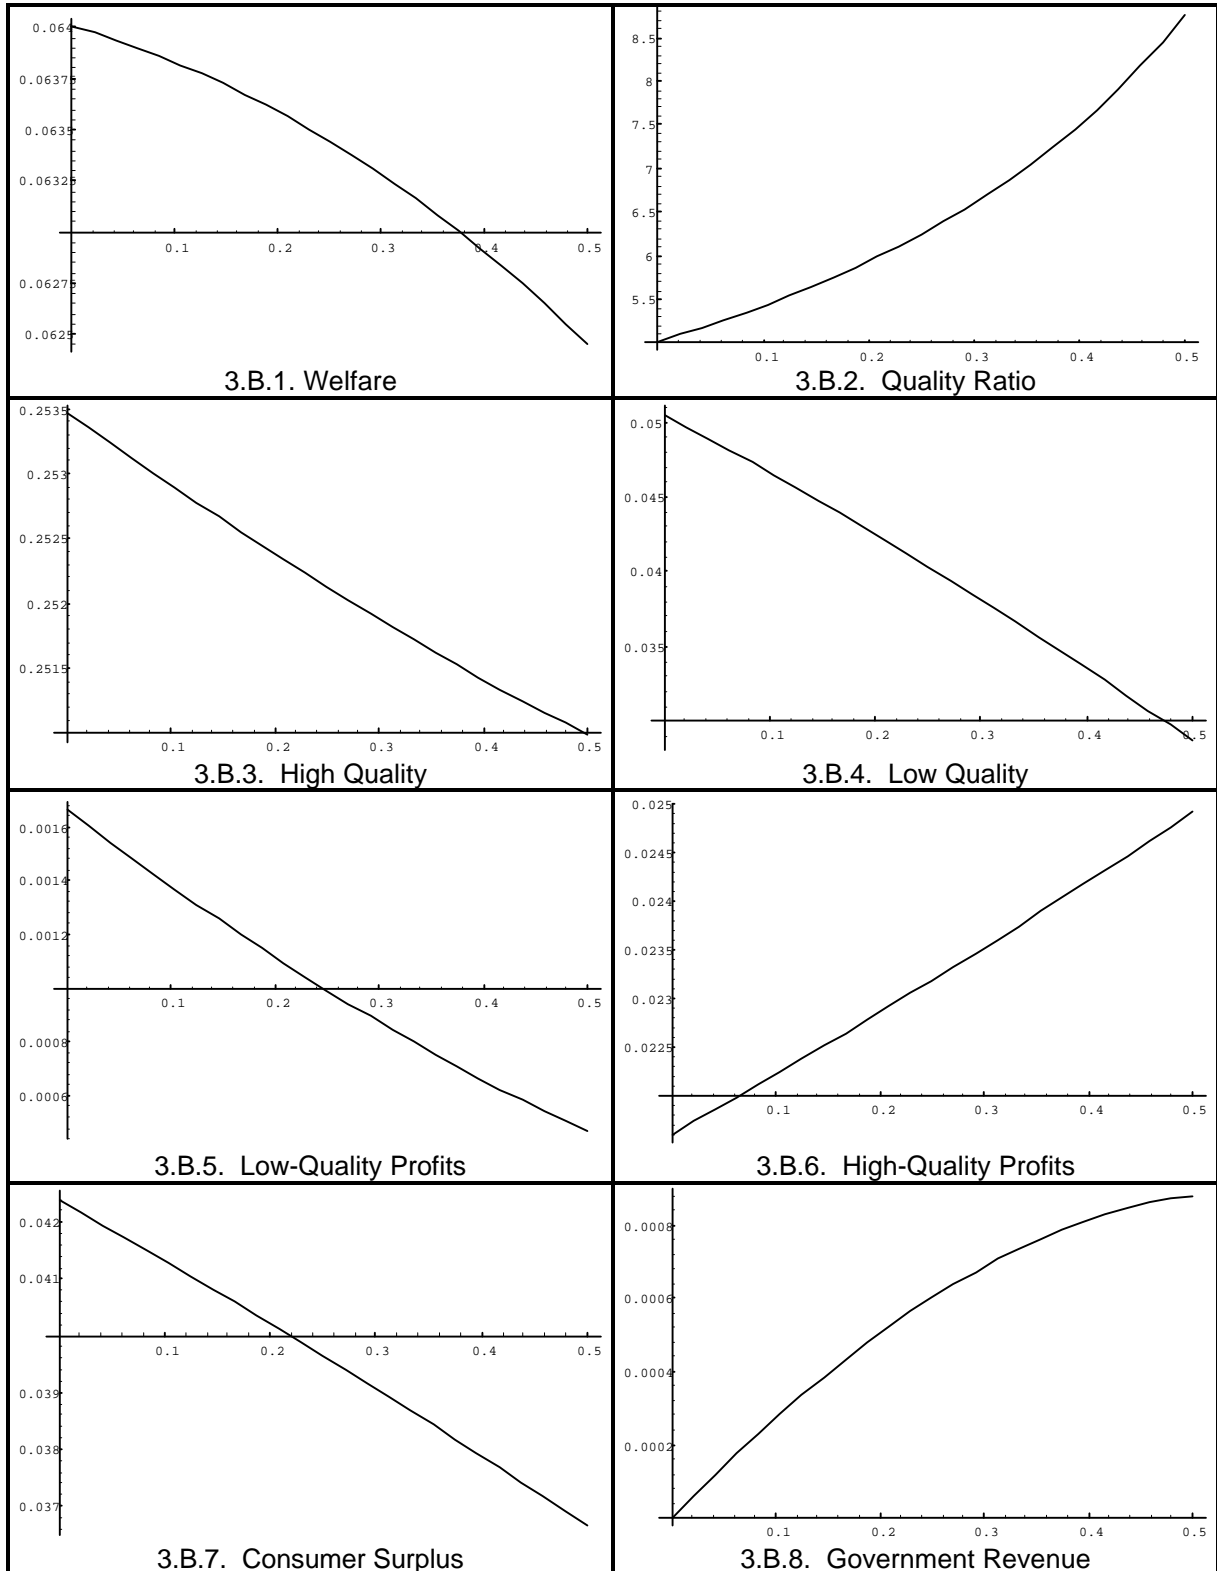 0.064
0.06375
0.0635
0.06325
0.1 0.2 0.3 0.4 0.5
0.06275
0.0625
3.B.1. Welfare
8.5
8
7.5
7
6.5
6
5.5
0.1 0.2 0.3 0.4 0.5
3.B.2. Quality Ratio
0.2535
0.253
0.2525
0.252
0.2515
0.1 0.2 0.3 0.4 0.5
3.B.3. High Quality
0.05
0.045
0.04
0.035
0.1 0.2 0.3 0.4 0.5
3.B.4. Low Quality
0.0016
0.0014
0.0012
0.1 0.2 0.3 0.4 0.5
0.0008
0.0006
3.B.5. Low-Quality Profits
0.025
0.0245
0.024
0.0235
0.023
0.0225
0.1 0.2 0.3 0.4 0.5
3.B.6. High-Quality Profits
0.042
0.041
0.1 0.2 0.3 0.4 0.5
0.039
0.038
0.037
3.B.7. Consumer Surplus
0.0008
0.0006
0.0004
0.0002
0.1 0.2 0.3 0.4 0.5
3.B.8. Government Revenue